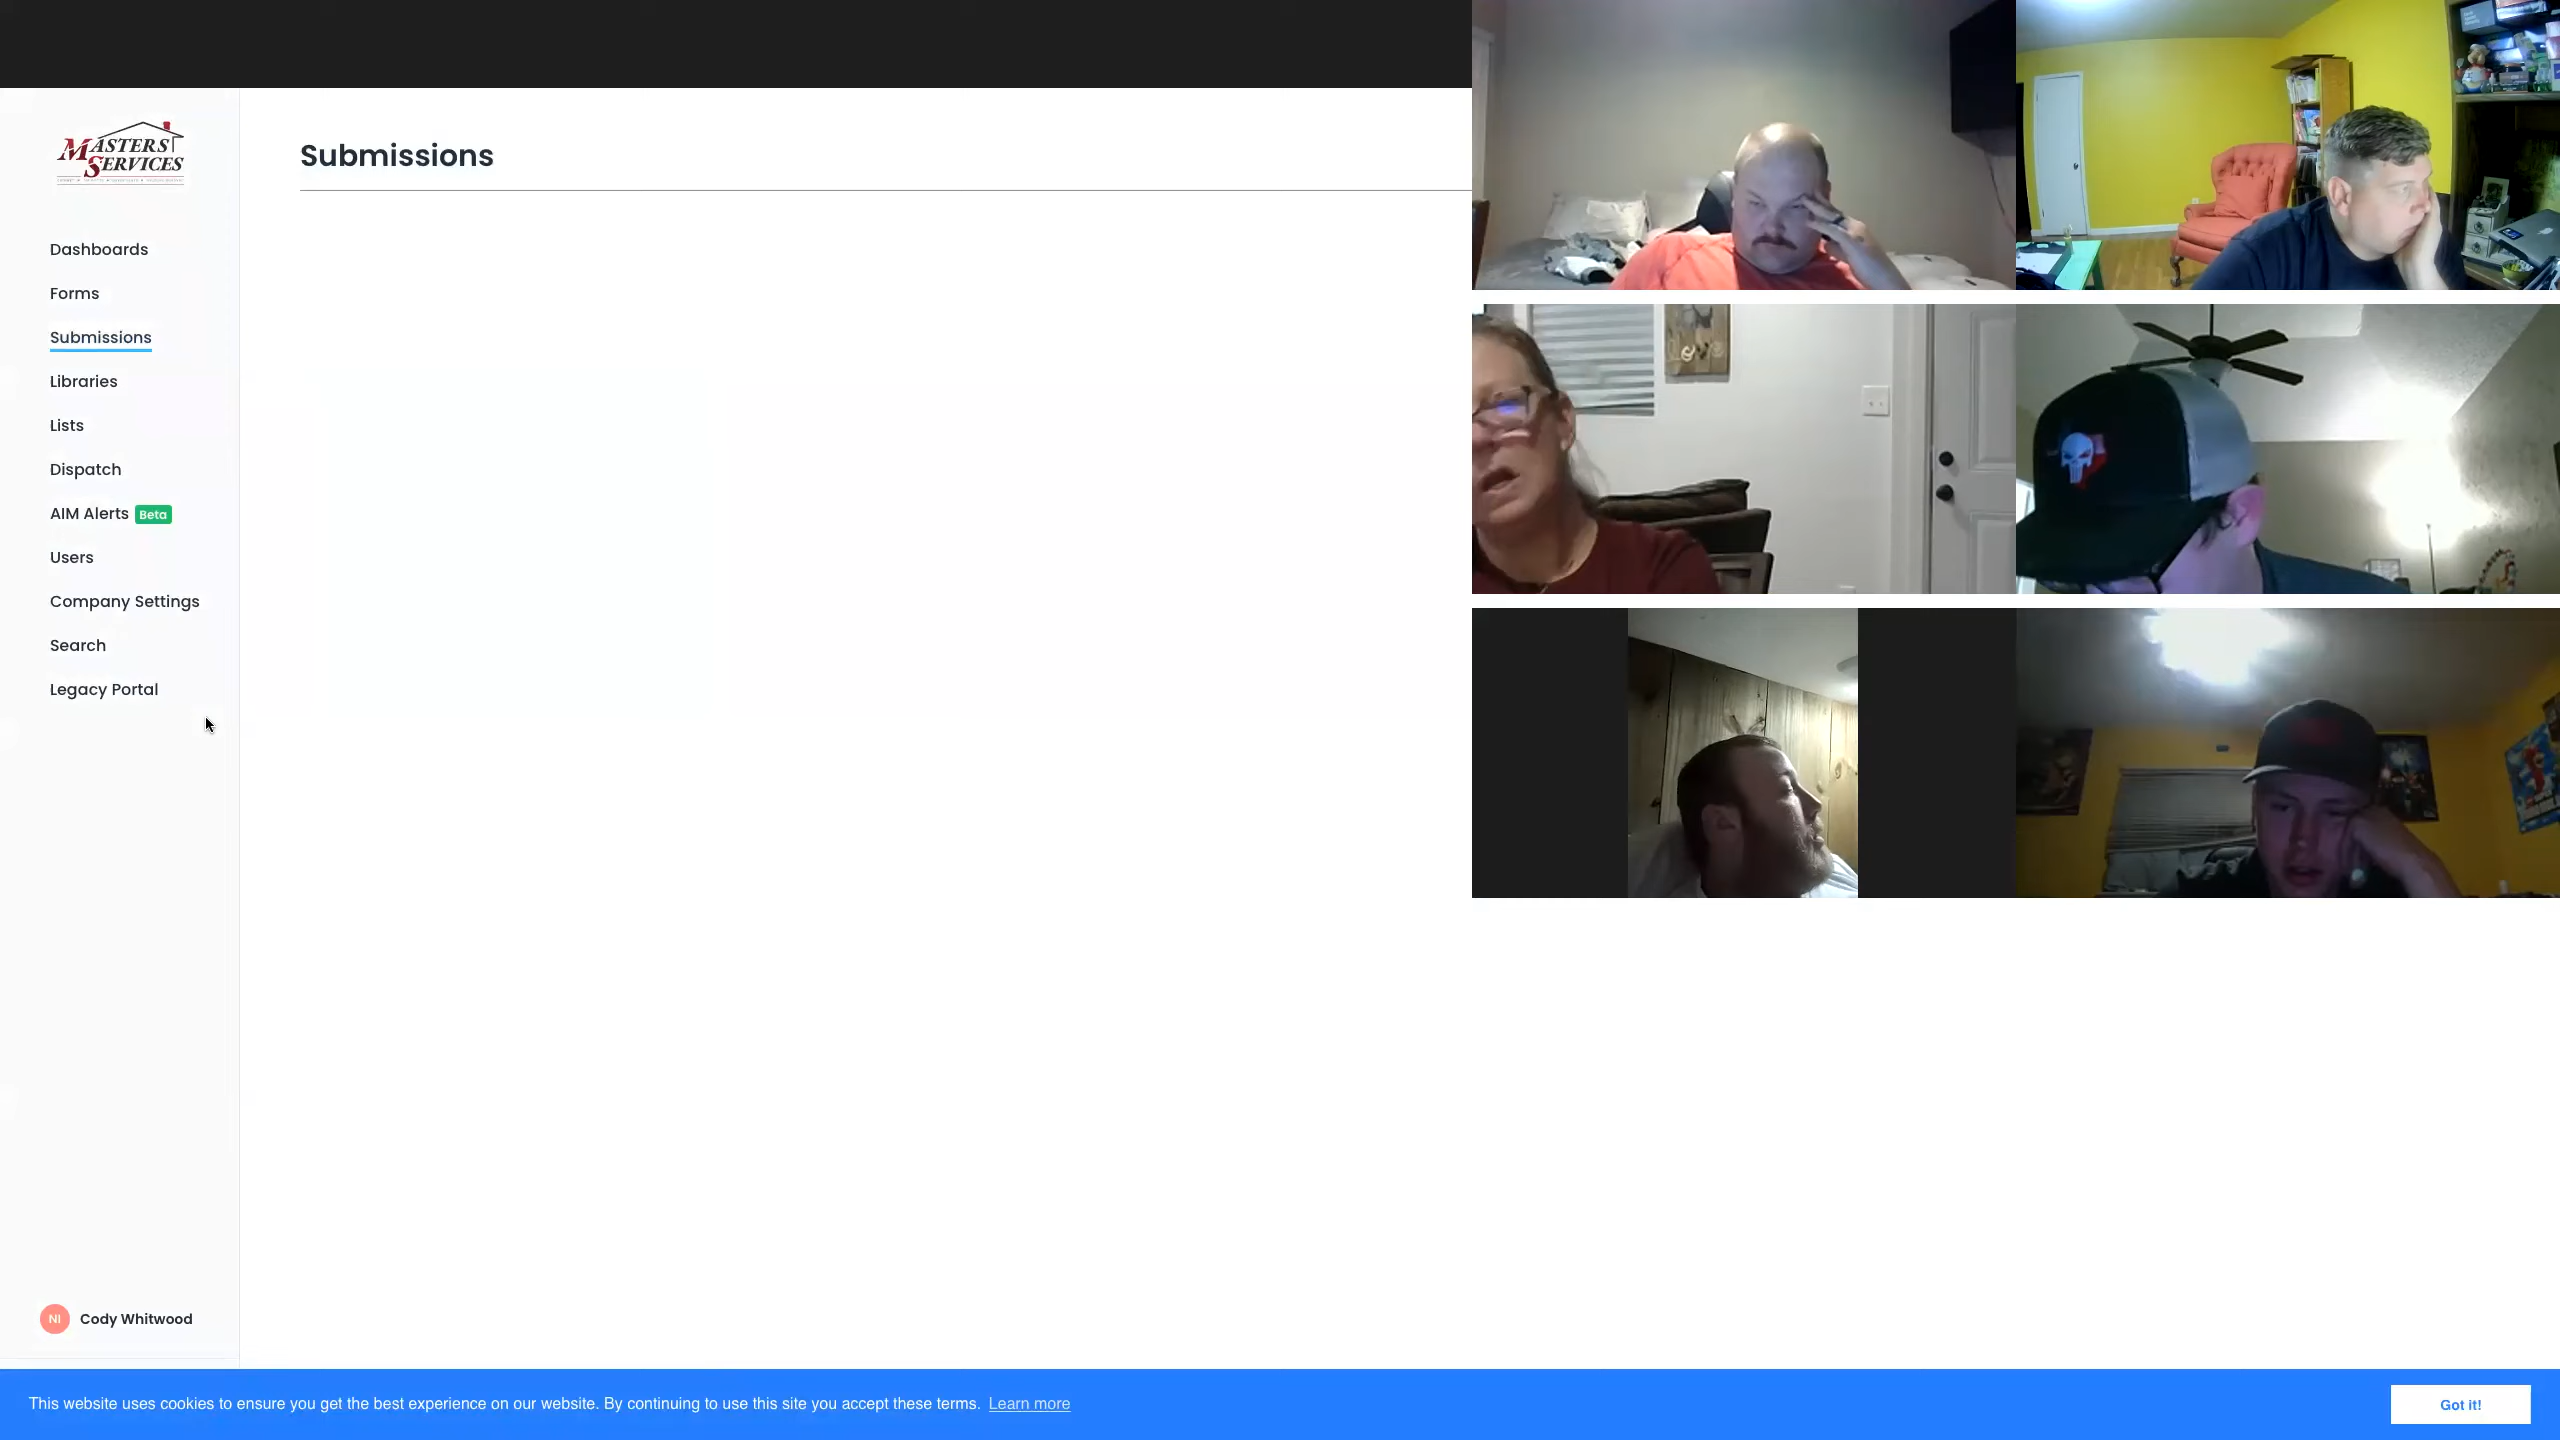 MASTERS
SERVICES
Submissions
Dashboards
Forms
Submissions
Libraries
Lists
Dispatch
AIM Alerts Beta
Users
Company Settings
Search
Legacy Portal
NI Cody Whitwood
This website uses cookies to ensure you get the best experience on our website. By continuing to use this site you accept these terms. Learn more
Got it!